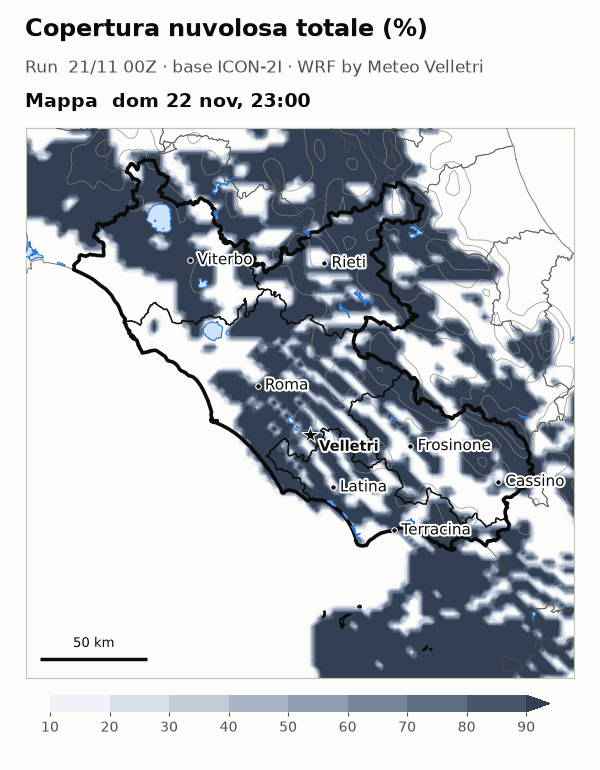 Copertura nuvolosa totale (%)
Run  21/11 00Z · base ICON-2I · WRF by Meteo Velletri
Mappa  dom 22 nov, 23:00
Viterbo
Rieti
Roma
Velletri
Frosinone
Latina
Cassino
Terracina
50 km
10 20 30 40 50 60 70 80 90